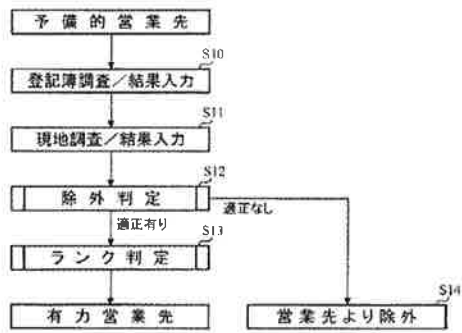 予備的営業先
S10
登記簿調査／結果入力
S11
現地調査／結果入力
S12
除外判定
適正なし
適正有り
S13
ランク判定
S14
有力営業先
営業先より除外